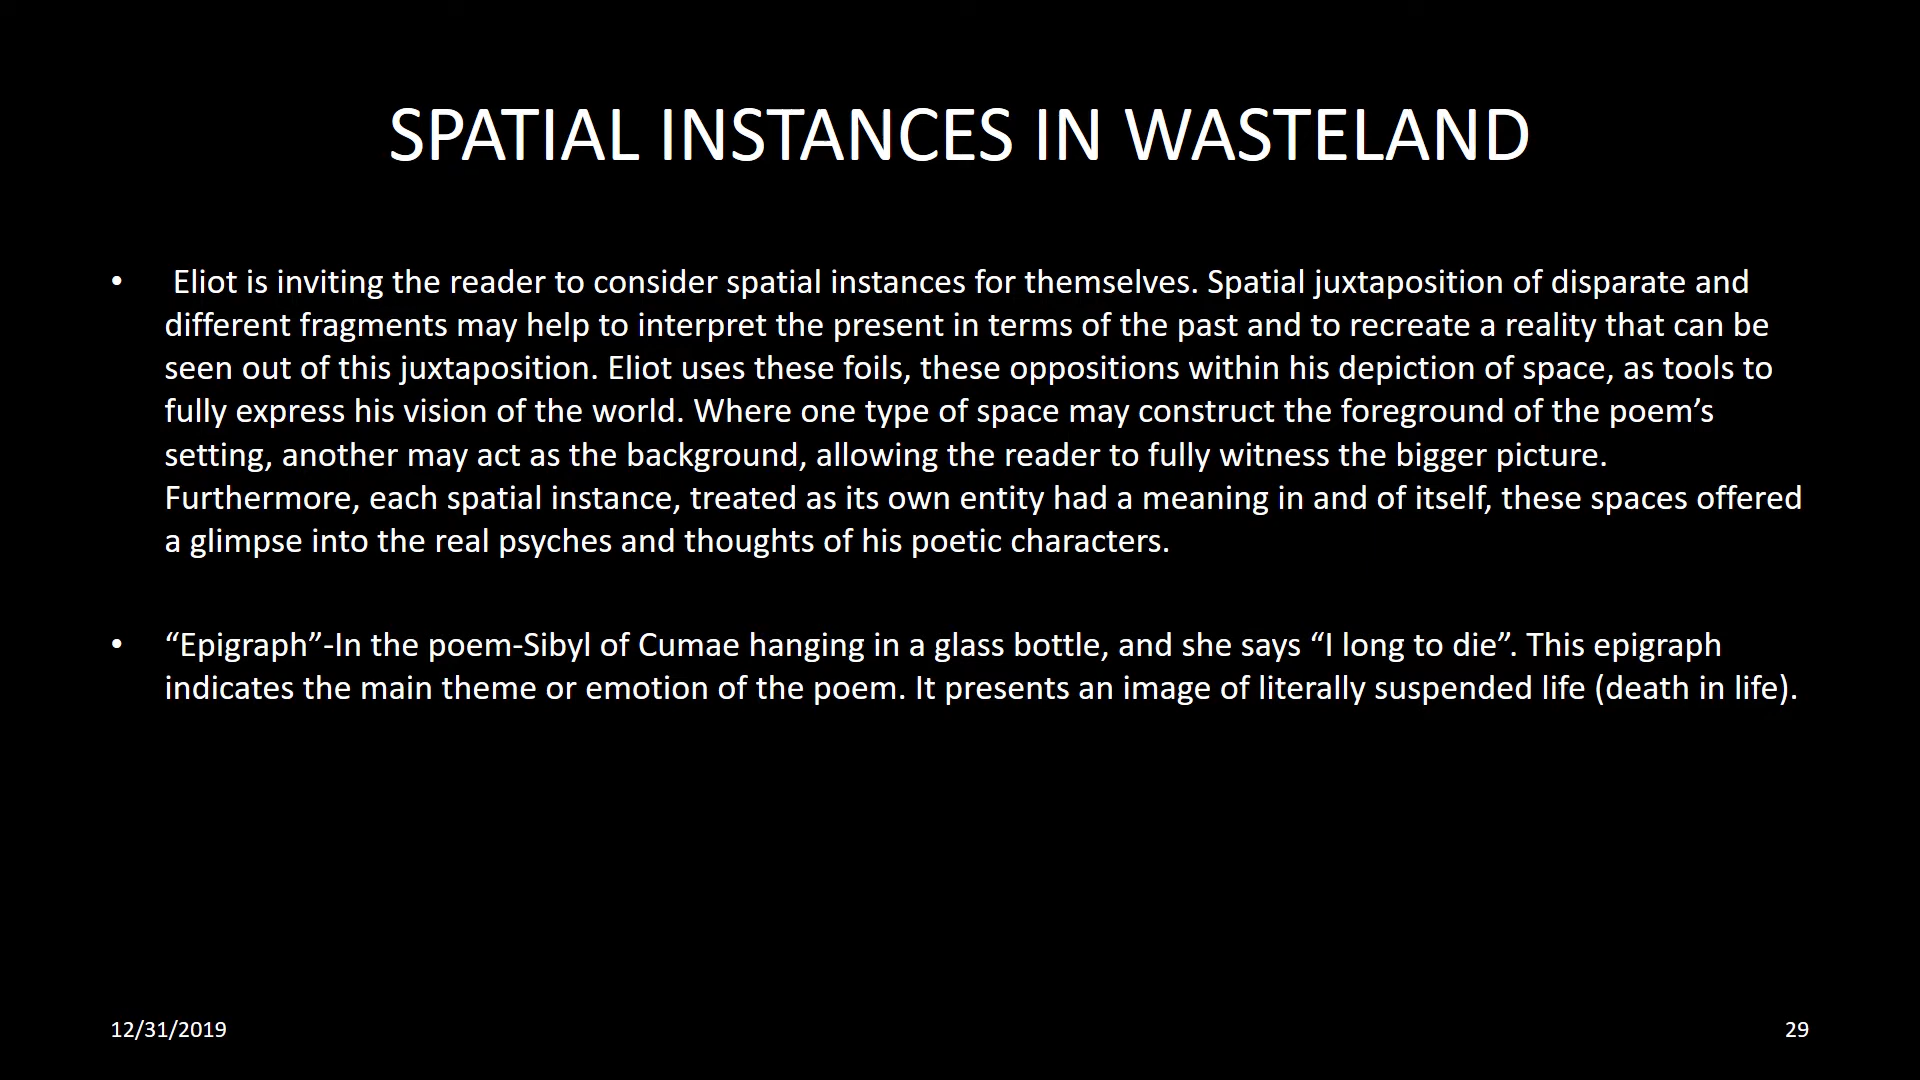 SPATIAL INSTANCES IN WASTELAND
• Eliot is inviting the reader to consider spatial instances for themselves. Spatial juxtaposition of disparate and
different fragments may help to interpret the present in terms of the past and to recreate a reality that can be
seen out of this juxtaposition. Eliot uses these foils, these oppositions within his depiction of space, as tools to
fully express his vision of the world. Where one type of space may construct the foreground of the poem’s
setting, another may act as the background, allowing the reader to fully witness the bigger picture.
Furthermore, each spatial instance, treated as its own entity had a meaning in and of itself, these spaces offered
a glimpse into the real psyches and thoughts of his poetic characters.
• “Epigraph”-In the poem-Sibyl of Cumae hanging in a glass bottle, and she says “I long to die”. This epigraph
indicates the main theme or emotion of the poem. It presents an image of literally suspended life (death in life).
12/31/2019
29